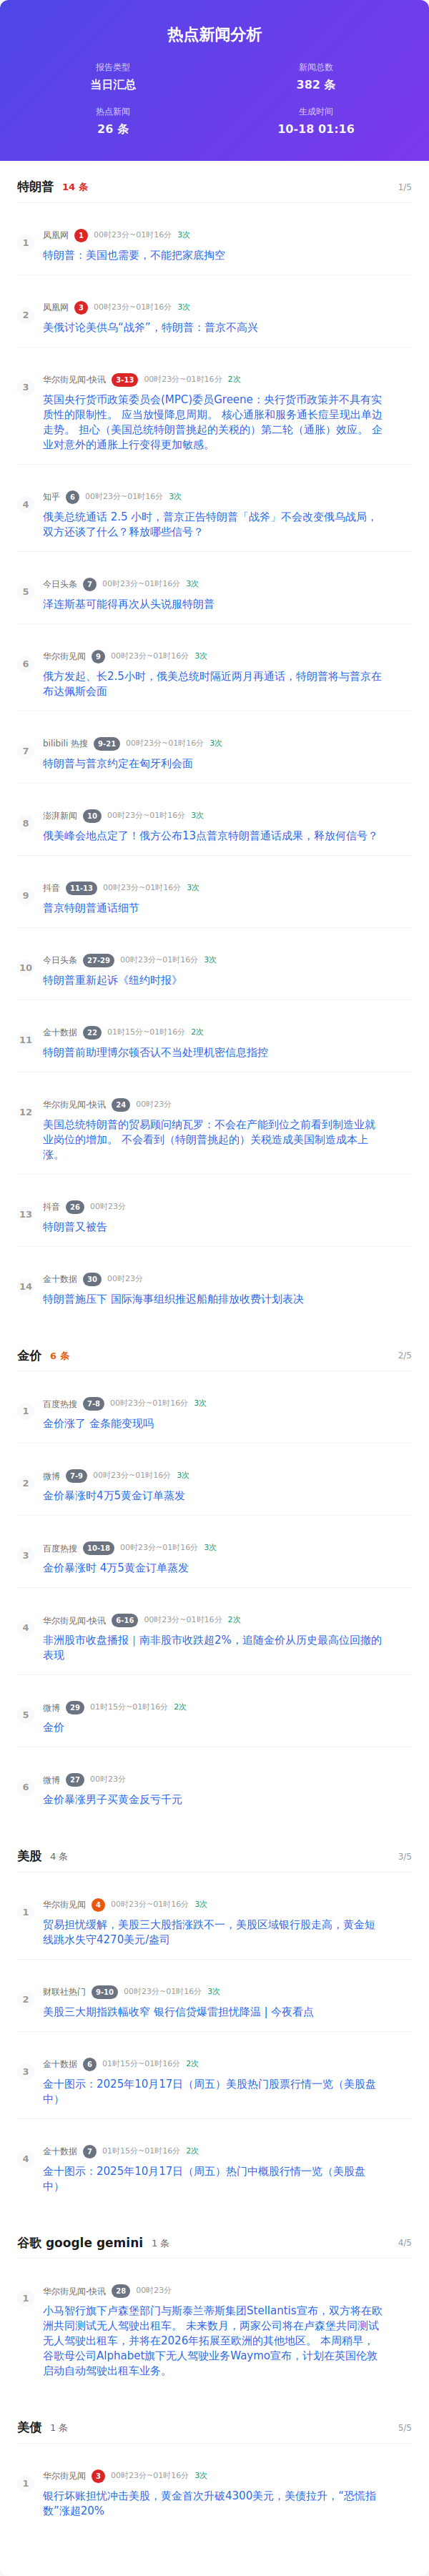 热点新闻分析
报告类型
当日汇总
新闻总数
382 条
热点新闻
26 条
生成时间
10-18 01:16
特朗普 14 条 1/5
1
凤凰网 1 00时23分~01时16分 3次
特朗普：美国也需要，不能把家底掏空
2
凤凰网 3 00时23分~01时16分 3次
美俄讨论美供乌“战斧”，特朗普：普京不高兴
3
华尔街见闻-快讯 3-13 00时23分~01时16分 2次
英国央行货币政策委员会(MPC)委员Greene：央行货币政策并不具有实
质性的限制性。 应当放慢降息周期。 核心通胀和服务通长痘呈现出单边
走势。 担心（美国总统特朗普挑起的关税的）第二轮（通胀）效应。 企
业对意外的通胀上行变得更加敏感。
4
知乎 6 00时23分~01时16分 3次
俄美总统通话 2.5 小时，普京正告特朗普「战斧」不会改变俄乌战局，
双方还谈了什么？释放哪些信号？
5
今日头条 7 00时23分~01时16分 3次
泽连斯基可能得再次从头说服特朗普
6
华尔街见闻 9 00时23分~01时16分 3次
俄方发起、长2.5小时，俄美总统时隔近两月再通话，特朗普将与普京在
布达佩斯会面
7
bilibili 热搜 9-21 00时23分~01时16分 3次
特朗普与普京约定在匈牙利会面
8
澎湃新闻 10 00时23分~01时16分 3次
俄美峰会地点定了！俄方公布13点普京特朗普通话成果，释放何信号？
9
抖音 11-13 00时23分~01时16分 3次
普京特朗普通话细节
10
今日头条 27-29 00时23分~01时16分 3次
特朗普重新起诉《纽约时报》
11
金十数据 22 01时15分~01时16分 2次
特朗普前助理博尔顿否认不当处理机密信息指控
12
华尔街见闻-快讯 24 00时23分
美国总统特朗普的贸易顾问纳瓦罗：不会在产能到位之前看到制造业就
业岗位的增加。 不会看到（特朗普挑起的）关税造成美国制造成本上
涨。
13
抖音 26 00时23分
特朗普又被告
14
金十数据 30 00时23分
特朗普施压下 国际海事组织推迟船舶排放收费计划表决
金价 6 条 2/5
1
百度热搜 7-8 00时23分~01时16分 3次
金价涨了 金条能变现吗
2
微博 7-9 00时23分~01时16分 3次
金价暴涨时4万5黄金订单蒸发
3
百度热搜 10-18 00时23分~01时16分 3次
金价暴涨时 4万5黄金订单蒸发
4
华尔街见闻-快讯 6-16 00时23分~01时16分 2次
非洲股市收盘播报｜南非股市收跌超2%，追随金价从历史最高位回撤的
表现
5
微博 29 01时15分~01时16分 2次
金价
6
微博 27 00时23分
金价暴涨男子买黄金反亏千元
美股 4 条 3/5
1
华尔街见闻 4 00时23分~01时16分 3次
贸易担忧缓解，美股三大股指涨跌不一，美股区域银行股走高，黄金短
线跳水失守4270美元/盎司
2
财联社热门 9-10 00时23分~01时16分 3次
美股三大期指跌幅收窄 银行信贷爆雷担忧降温 | 今夜看点
3
金十数据 6 01时15分~01时16分 2次
金十图示：2025年10月17日（周五）美股热门股票行情一览（美股盘
中）
4
金十数据 7 01时15分~01时16分 2次
金十图示：2025年10月17日（周五）热门中概股行情一览（美股盘
中）
谷歌 google gemini 1 条 4/5
1
华尔街见闻-快讯 28 00时23分
小马智行旗下卢森堡部门与斯泰兰蒂斯集团Stellantis宣布，双方将在欧
洲共同测试无人驾驶出租车。 未来数月，两家公司将在卢森堡共同测试
无人驾驶出租车，并将在2026年拓展至欧洲的其他地区。 本周稍早，
谷歌母公司Alphabet旗下无人驾驶业务Waymo宣布，计划在英国伦敦
启动自动驾驶出租车业务。
美债 1 条 5/5
1
华尔街见闻 3 00时23分~01时16分 3次
银行坏账担忧冲击美股，黄金首次升破4300美元，美债拉升，“恐慌指
数”涨超20%